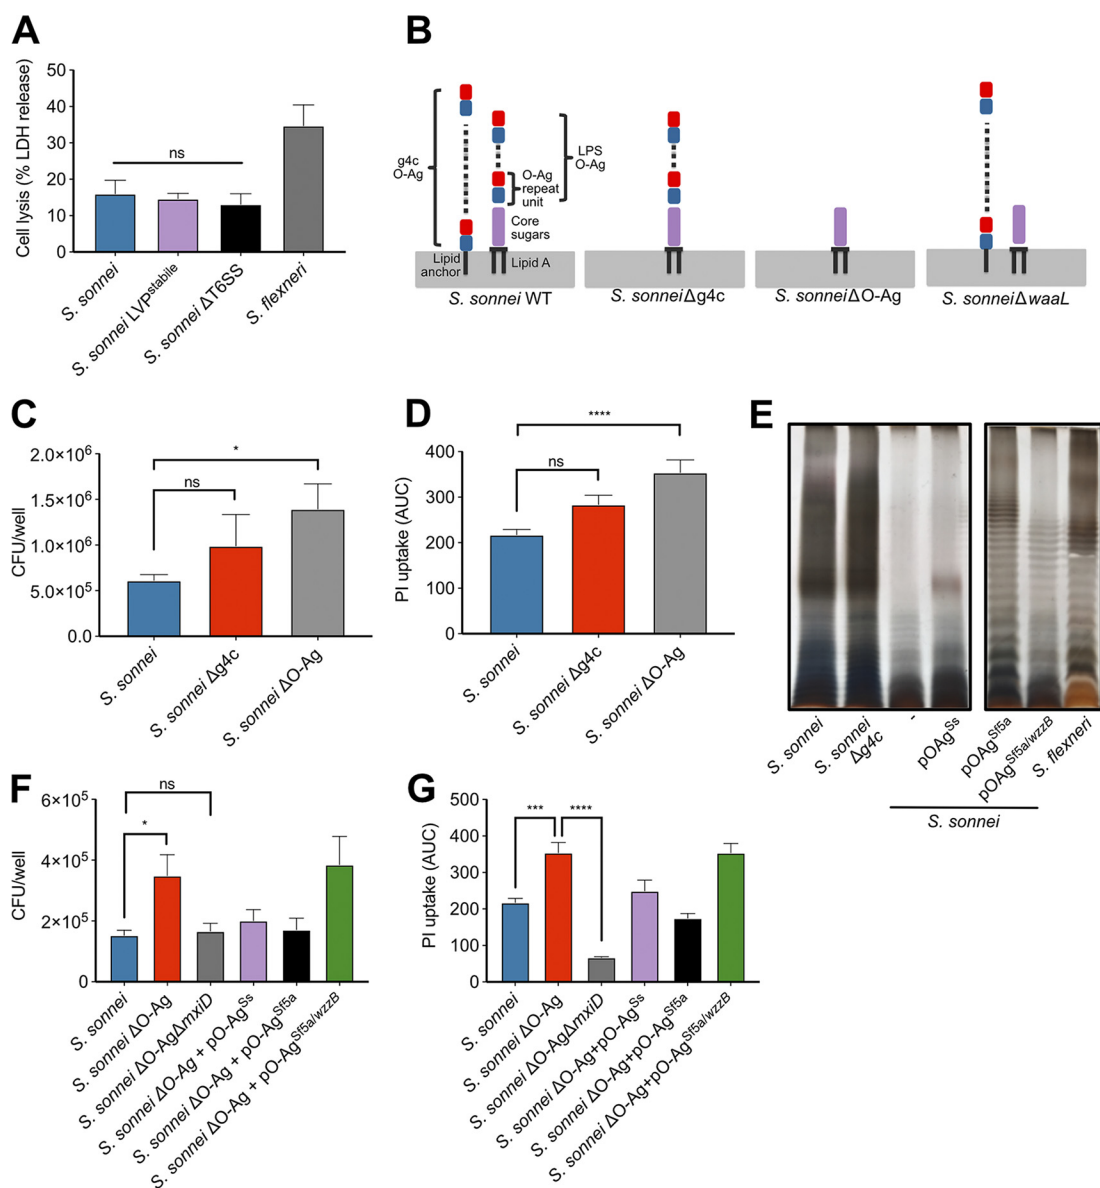 A
Cell lysis (% LDH release)
50
40
30
20
10
0
ns
S. sonnei
S. sonnei LVPstabile
S. sonnei ΔT6SS
S. flexneri
B
g4c
O-Ag
LPS
O-Ag
O-Ag
repeat
unit
Core
sugars
Lipid
anchor
Lipid A
S. sonnei WT
S. sonneiΔg4c
S. sonneiΔO-Ag
S. sonneiΔwaaL
C
CFU/well
2.0×10⁶
1.5×10⁶
1.0×10⁶
5.0×10⁵
0.0
*
ns
S. sonnei
S. sonnei Δg4c
S. sonnei ΔO-Ag
D
PI uptake (AUC)
400
300
200
100
0
****
ns
S. sonnei
S. sonnei Δg4c
S. sonnei ΔO-Ag
E
S. sonnei
S. sonnei
Δg4c
-
pOAgSs
pOAgSf5a
pOAgSf5a/wzzB
S. flexneri
S. sonnei
F
CFU/well
6×10⁵
4×10⁵
2×10⁵
0
ns
*
S. sonnei
S. sonnei ΔO-Ag
S. sonnei ΔO-AgΔmxiD
S. sonnei ΔO-Ag + pO-AgSs
S. sonnei ΔO-Ag + pO-AgSf5a
S. sonnei ΔO-Ag + pO-AgSf5a/wzzB
G
PI uptake (AUC)
500
400
300
200
100
0
***
****
S. sonnei
S. sonnei ΔO-Ag
S. sonnei ΔO-AgΔmxiD
S. sonnei ΔO-Ag+pO-AgSs
S. sonnei ΔO-Ag+pO-AgSf5a
S. sonnei ΔO-Ag+pO-AgSf5a/wzzB